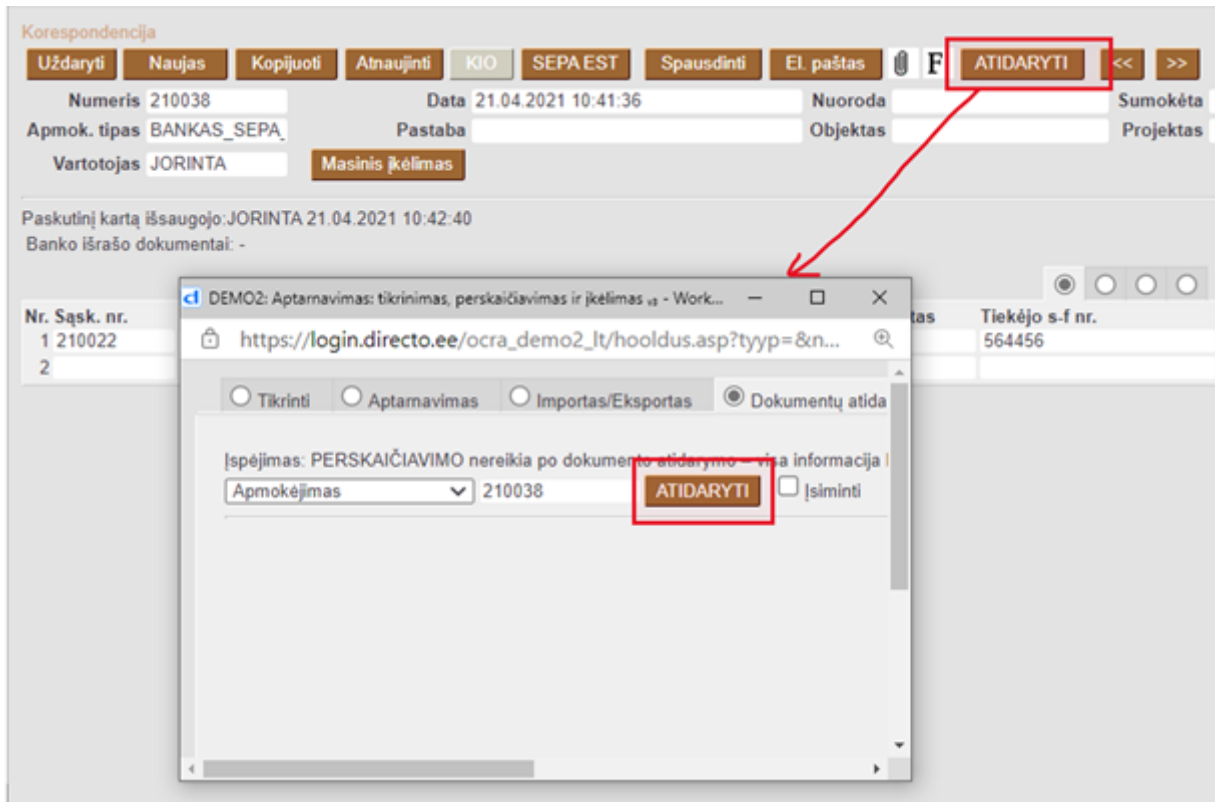 Korespondencija
Uždaryti Naujas Kopijuoti Atnaujinti KIO SEPA EST Spausdinti El. paštas F ATIDARYTI << >>
Numeris 210038 Data 21.04.2021 10:41:36 Nuoroda Sumokėta
Apmok. tipas BANKAS_SEPA_ Pastaba Objektas Projektas
Vartotojas JORINTA Masinis įkėlimas
Paskutinį kartą išsaugojo:JORINTA 21.04.2021 10:42:40
Banko išrašo dokumentai: -
DEMO2: Aptarnavimas: tikrinimas, perskaičiavimas ir įkėlimas v3 - Work...
Nr. Sąsk. nr. tas Tiekėjo s-f nr.
1 210022 564456
2
https://login.directo.ee/ocra_demo2_lt/hooldus.asp?tyyp=&n...
Tikrinti Aptarnavimas Importas/Eksportas Dokumentų atida
Įspėjimas: PERSKAIČIAVIMO nereikia po dokumento atidarymo – visa informacija
Apmokėjimas 210038 ATIDARYTI Įsiminti